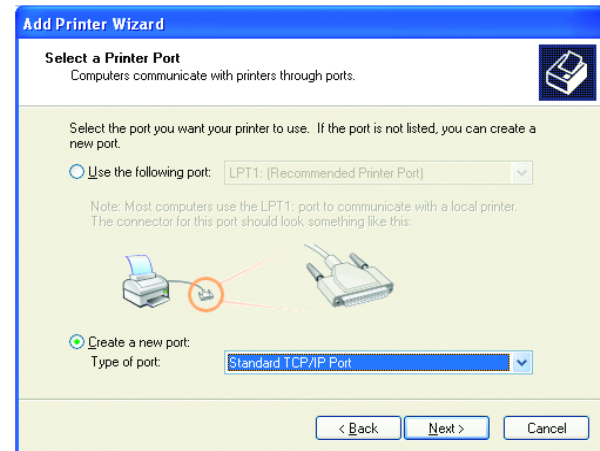 Add Printer Wizard
Select a Printer Port
Computers communicate with printers through ports.
Select the port you want your printer to use. If the port is not listed, you can create a
new port.
Use the following port: LPT1: (Recommended Printer Port)
Note: Most computers use the LPT1: port to communicate with a local printer.
The connector for this port should look something like this:
Create a new port:
Type of port: Standard TCP/IP Port
< Back Next > Cancel